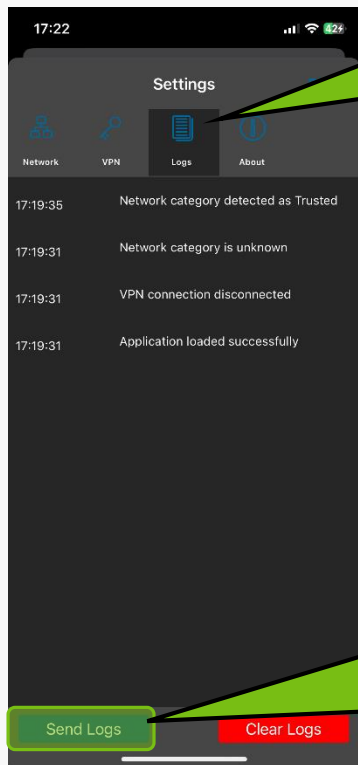 17:22
42
Settings
Network
VPN
Logs
About
17:19:35 Network category detected as Trusted
17:19:31 Network category is unknown
17:19:31 VPN connection disconnected
17:19:31 Application loaded successfully
Send Logs
Clear Logs